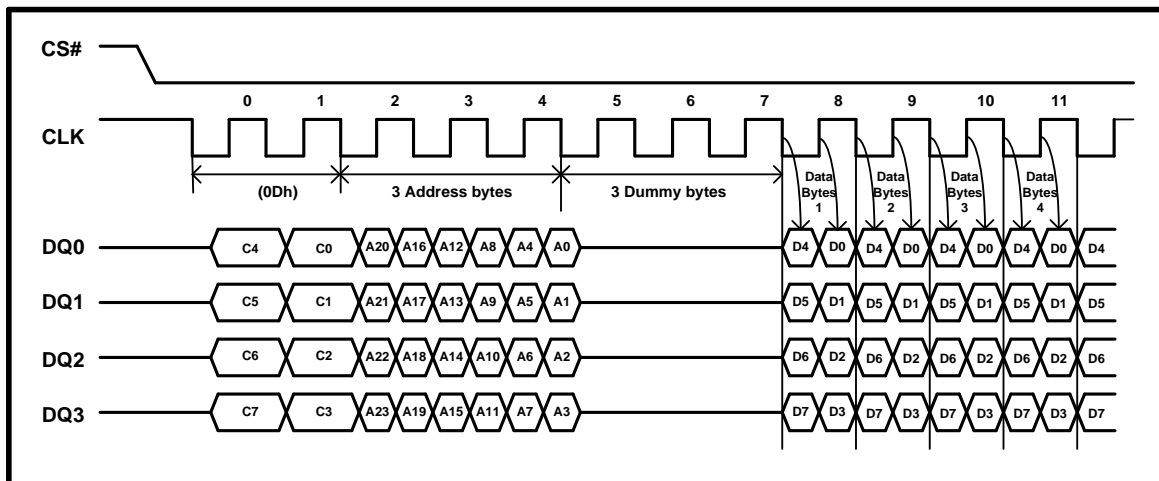 CS#
0 1 2 3 4 5 6 7 8 9 10 11
CLK
(0Dh) 3 Address bytes 3 Dummy bytes
Data Bytes 1
Data Bytes 2
Data Bytes 3
Data Bytes 4
DQ0 C4 C0 A20 A16 A12 A8 A4 A0 D4 D0 D4 D0 D4 D0 D4 D0 D4
DQ1 C5 C1 A21 A17 A13 A9 A5 A1 D5 D1 D5 D1 D5 D1 D5 D1 D5
DQ2 C6 C2 A22 A18 A14 A10 A6 A2 D6 D2 D6 D2 D6 D2 D6 D2 D6
DQ3 C7 C3 A23 A19 A15 A11 A7 A3 D7 D3 D7 D3 D7 D3 D7 D3 D7